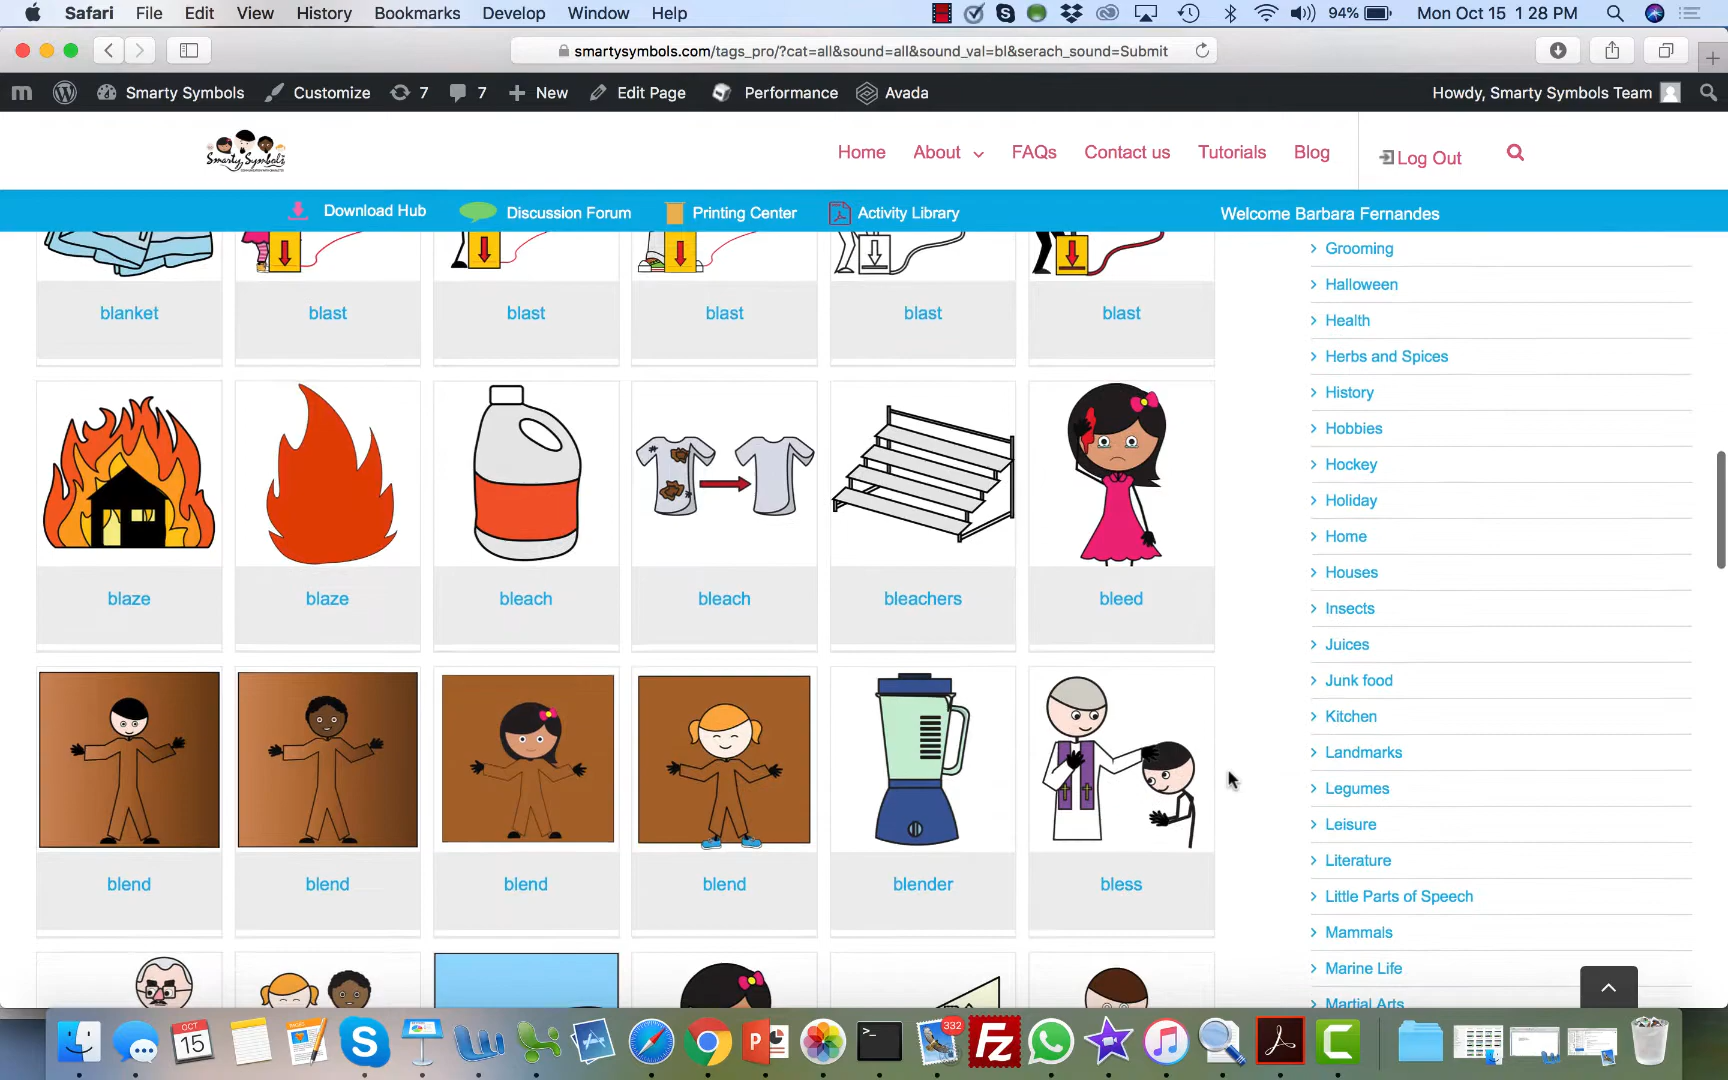 Safari File Edit View History Bookmarks Develop Window Help 94% Mon Oct 15 1:28 PM
smartysymbols.com/tags_pro/?cat=all&sound=all&sound_val=bl&serach_sound=Submit
Smarty Symbols Customize 7 7 New Edit Page Performance Avada Howdy, Smarty Symbols Team
Smarty Symbols
Home About FAQs Contact us Tutorials Blog Log Out
Download Hub Discussion Forum Printing Center Activity Library Welcome Barbara Fernandes
blanket blast blast blast blast blast
blaze blaze bleach bleach bleachers bleed
blend blend blend blend blender bless
Grooming
Halloween
Health
Herbs and Spices
History
Hobbies
Hockey
Holiday
Home
Houses
Insects
Juices
Junk food
Kitchen
Landmarks
Legumes
Leisure
Literature
Little Parts of Speech
Mammals
Marine Life
Martial Arts
OCT
15
332